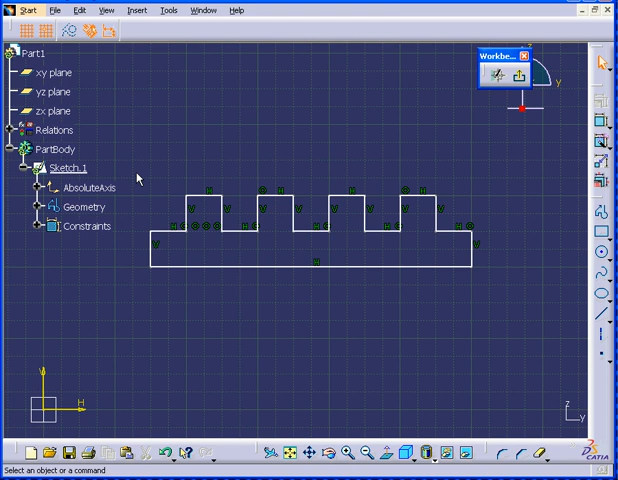 Start File Edit View Insert Tools Window Help
Workbe...
Part1
xy plane
yz plane
zx plane
Relations
PartBody
Sketch.1
AbsoluteAxis
Geometry
Constraints
y
H H H
V V V V V V V V
H H H H H
V V
H
V
H
z
y
CATIA
Select an object or a command